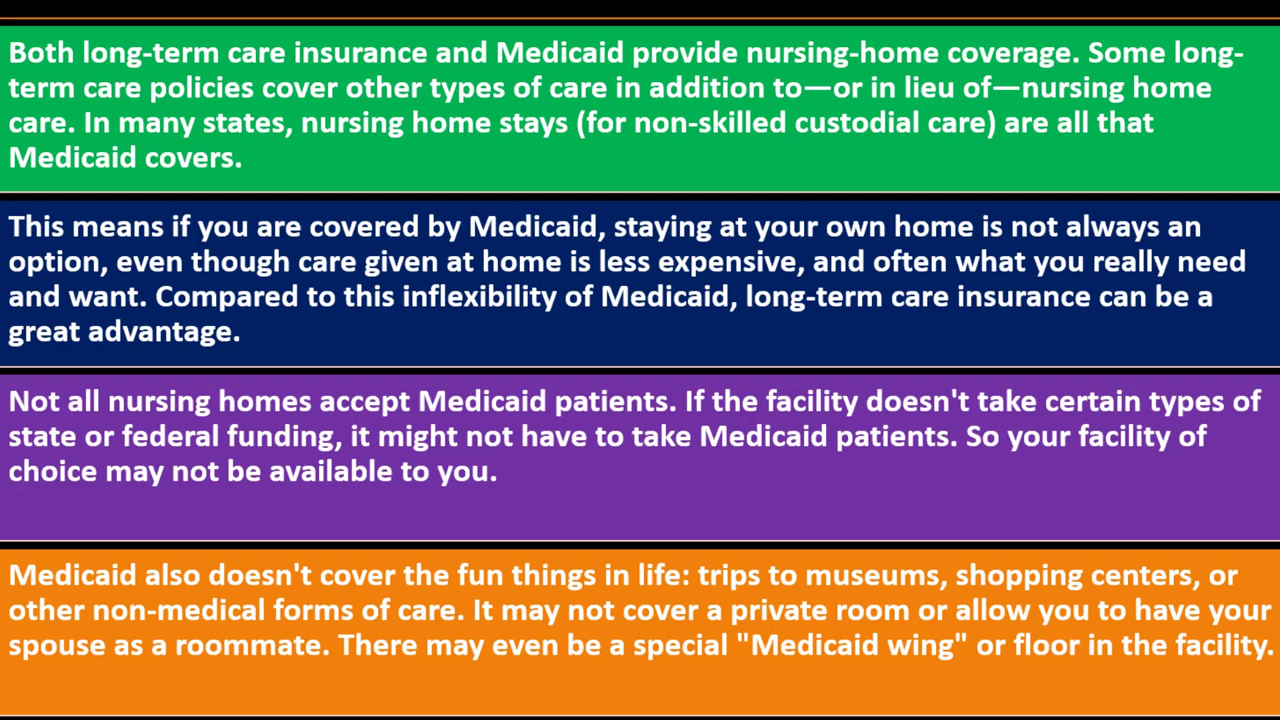 Both long-term care insurance and Medicaid provide nursing-home coverage. Some long-
term care policies cover other types of care in addition to—or in lieu of—nursing home
care. In many states, nursing home stays (for non-skilled custodial care) are all that
Medicaid covers.
This means if you are covered by Medicaid, staying at your own home is not always an
option, even though care given at home is less expensive, and often what you really need
and want. Compared to this inflexibility of Medicaid, long-term care insurance can be a
great advantage.
Not all nursing homes accept Medicaid patients. If the facility doesn't take certain types of
state or federal funding, it might not have to take Medicaid patients. So your facility of
choice may not be available to you.
Medicaid also doesn't cover the fun things in life: trips to museums, shopping centers, or
other non-medical forms of care. It may not cover a private room or allow you to have your
spouse as a roommate. There may even be a special "Medicaid wing" or floor in the facility.